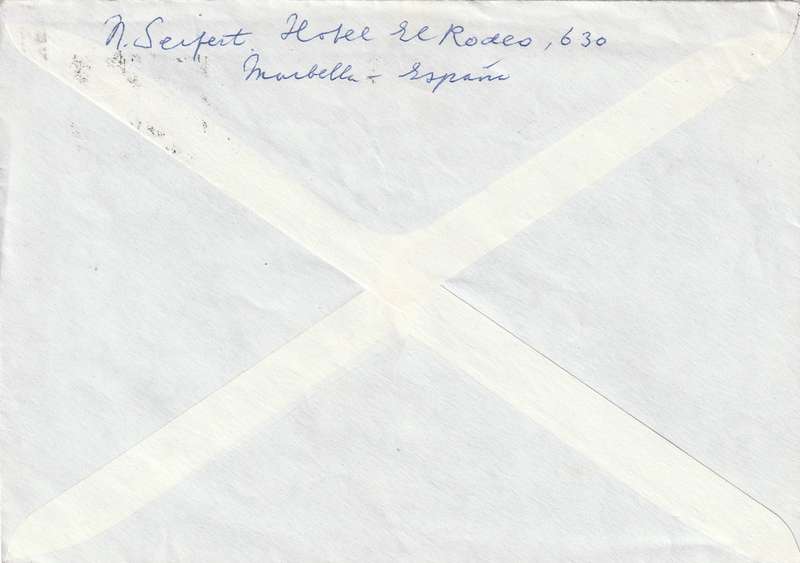 N. Seifert. Hotel El Rodeo, 630
Marbella - España